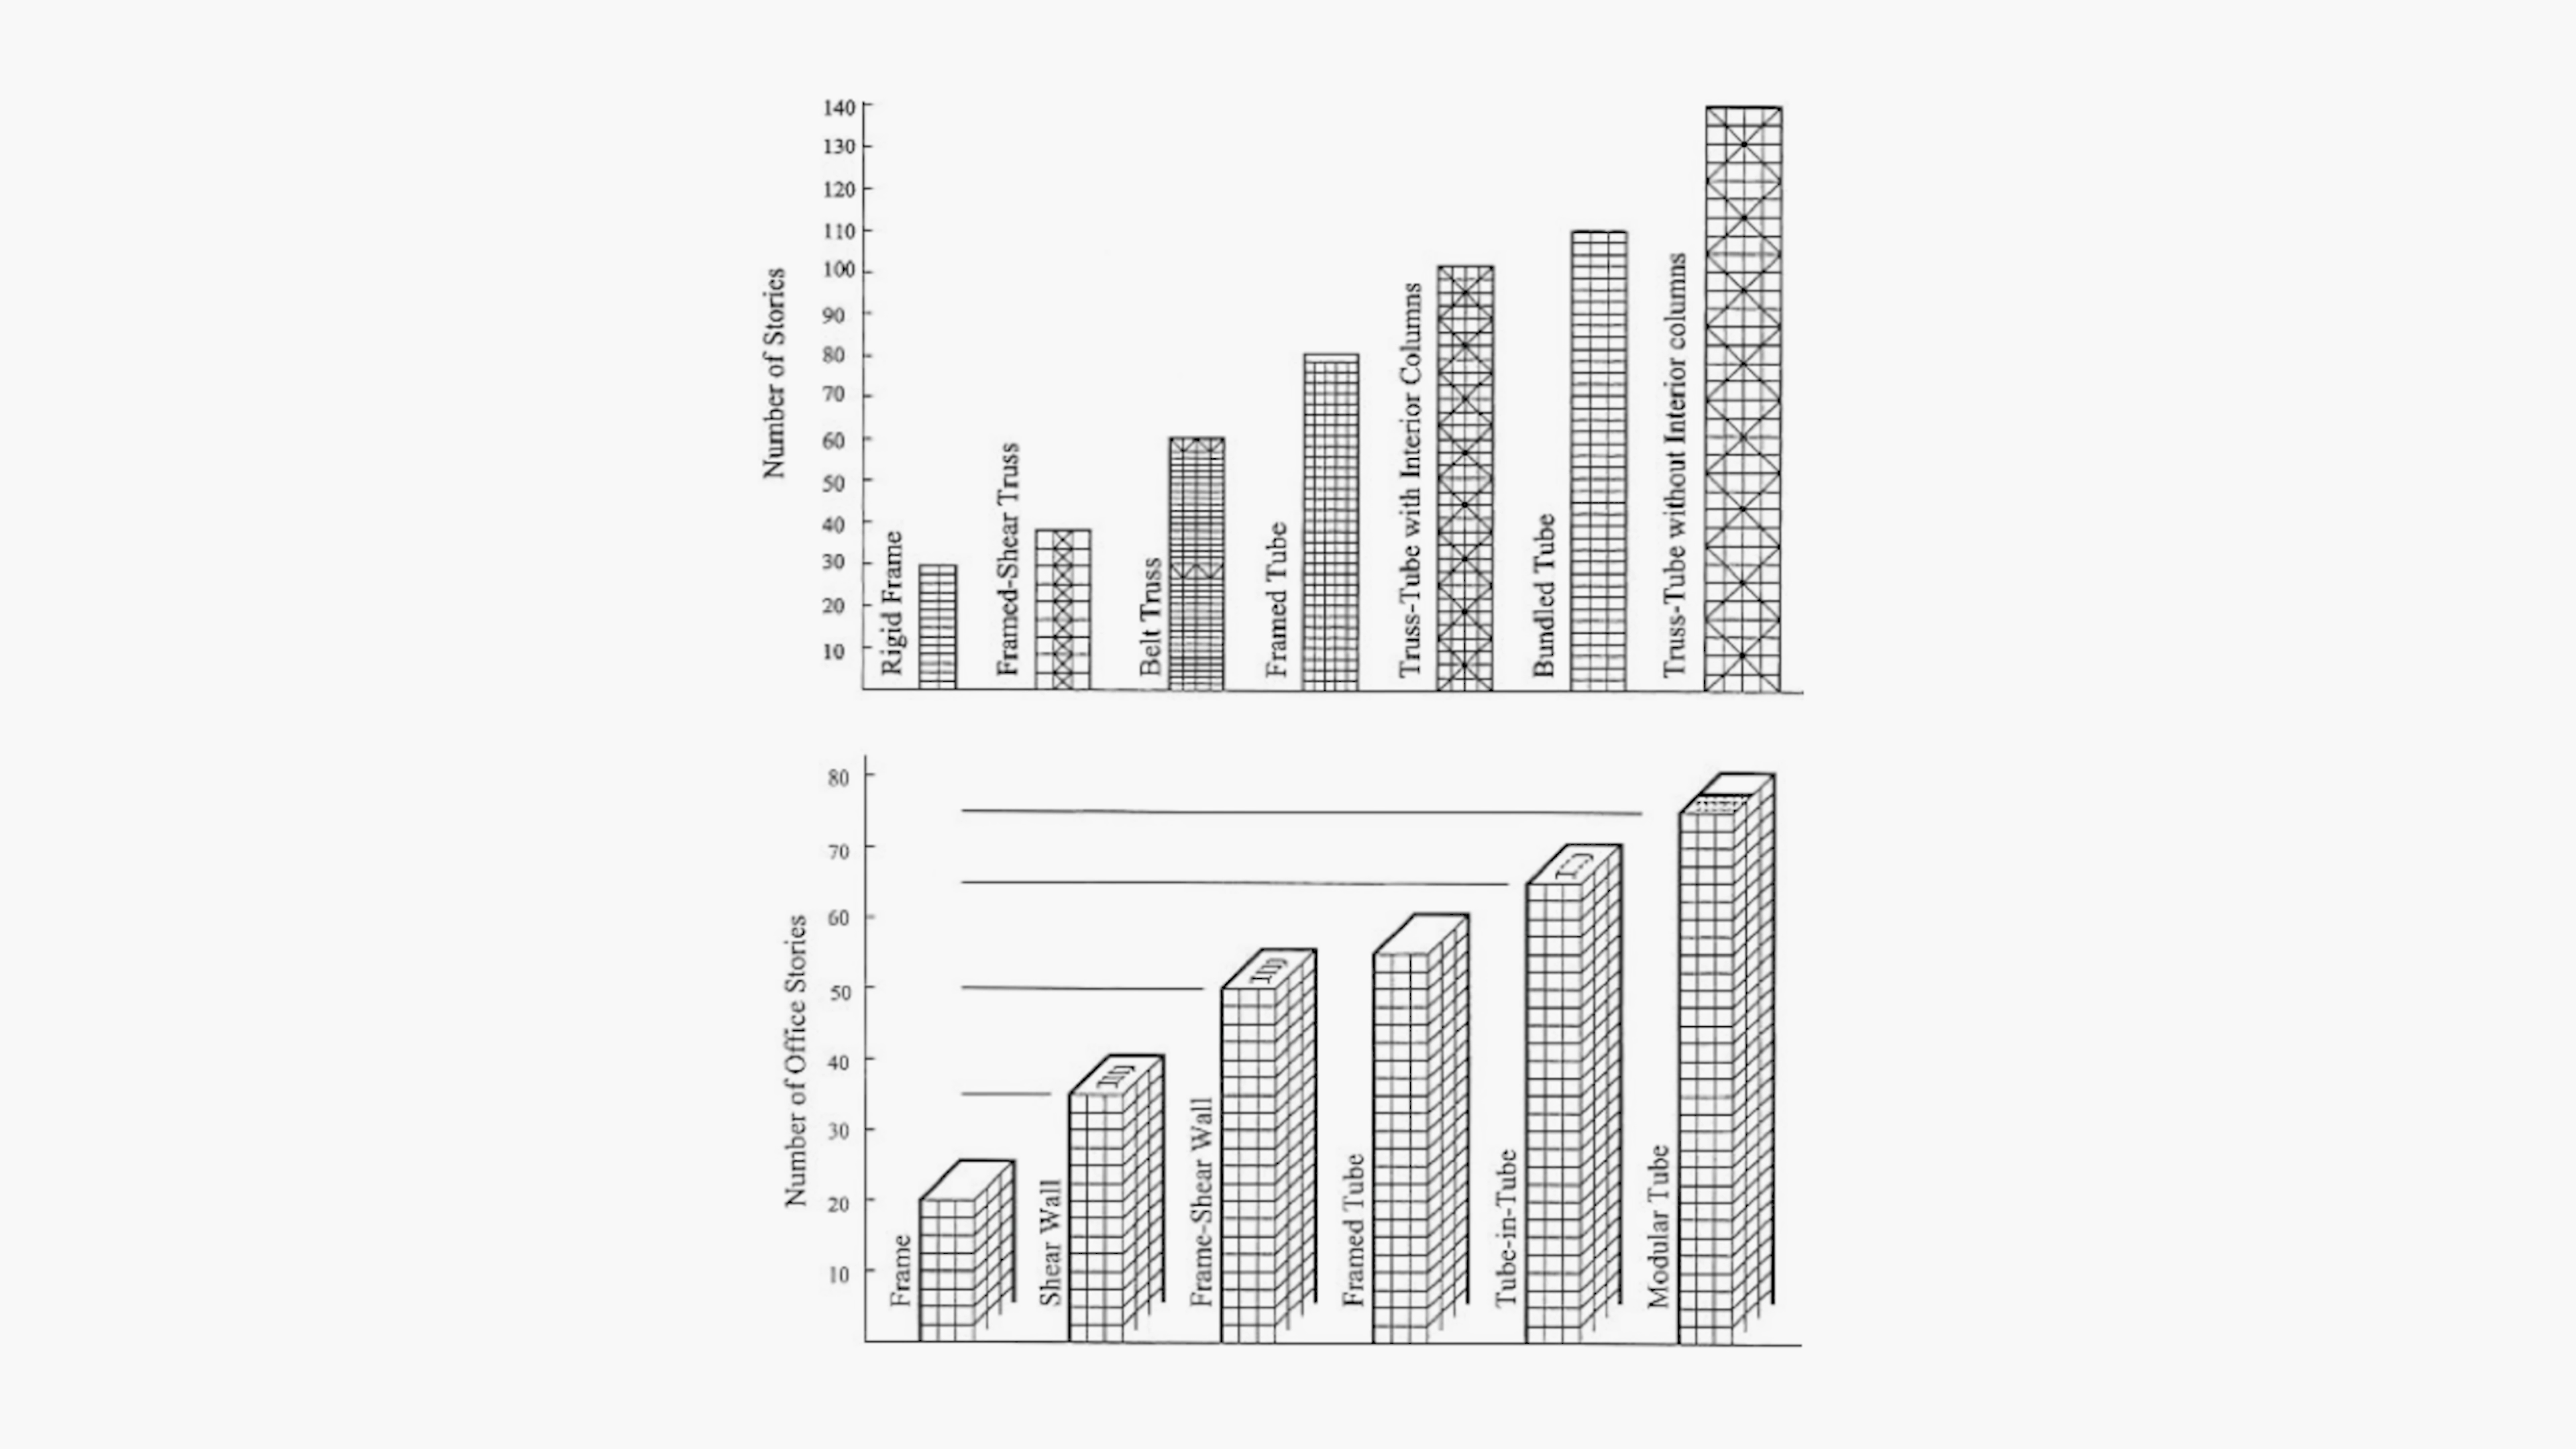 Number of Stories
140
130
120
110
100
90
80
70
60
50
40
30
20
10
Rigid Frame
Framed-Shear Truss
Belt Truss
Framed Tube
Truss-Tube with Interior Columns
Bundled Tube
Truss-Tube without Interior columns
Number of Office Stories
80
70
60
50
40
30
20
10
Frame
Shear Wall
Frame-Shear Wall
Framed Tube
Tube-in-Tube
Modular Tube